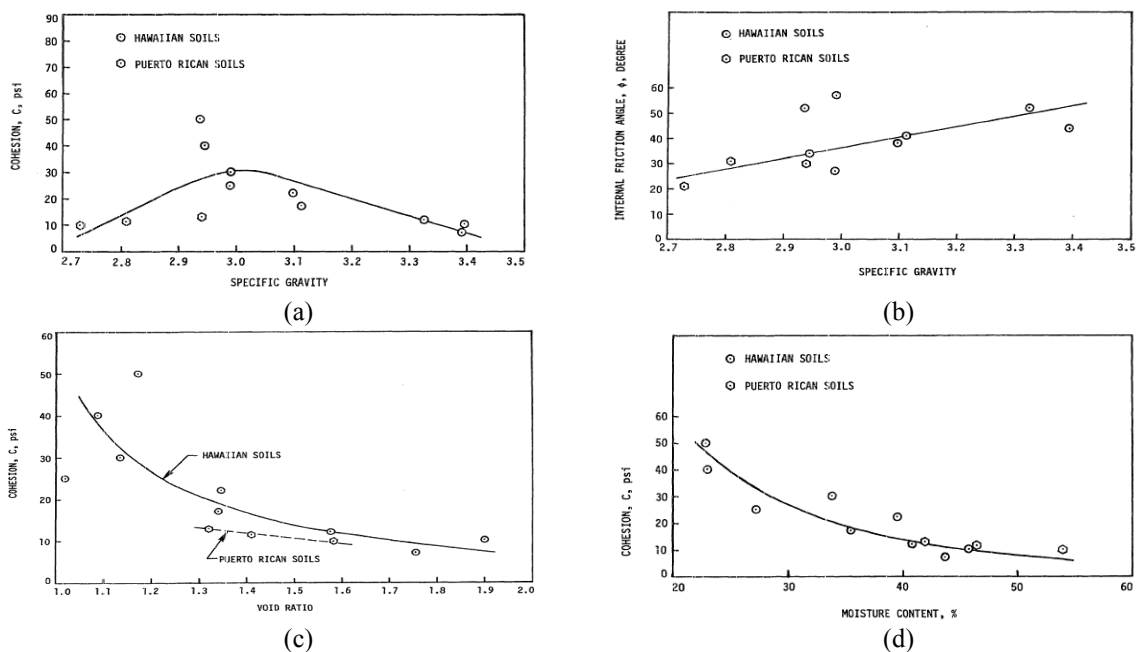 90
80
70
60
50
40
30
20
10
0
COHESION, C, psi
HAWAIIAN SOILS
PUERTO RICAN SOILS
2.7 2.8 2.9 3.0 3.1 3.2 3.3 3.4 3.5
SPECIFIC GRAVITY
(a)
INTERNAL FRICTION ANGLE, ϕ, DEGREE
HAWAIIAN SOILS
PUERTO RICAN SOILS
60
50
40
30
20
10
0
2.7 2.8 2.9 3.0 3.1 3.2 3.3 3.4 3.5
SPECIFIC GRAVITY
(b)
COHESION, C, psi
50
40
30
20
10
0
HAWAIIAN SOILS
PUERTO RICAN SOILS
1.0 1.1 1.2 1.3 1.4 1.5 1.6 1.7 1.8 1.9 2.0
VOID RATIO
(c)
COHESION, C, psi
HAWAIIAN SOILS
PUERTO RICAN SOILS
60
50
40
30
20
10
0
20 30 40 50 60
MOISTURE CONTENT, %
(d)